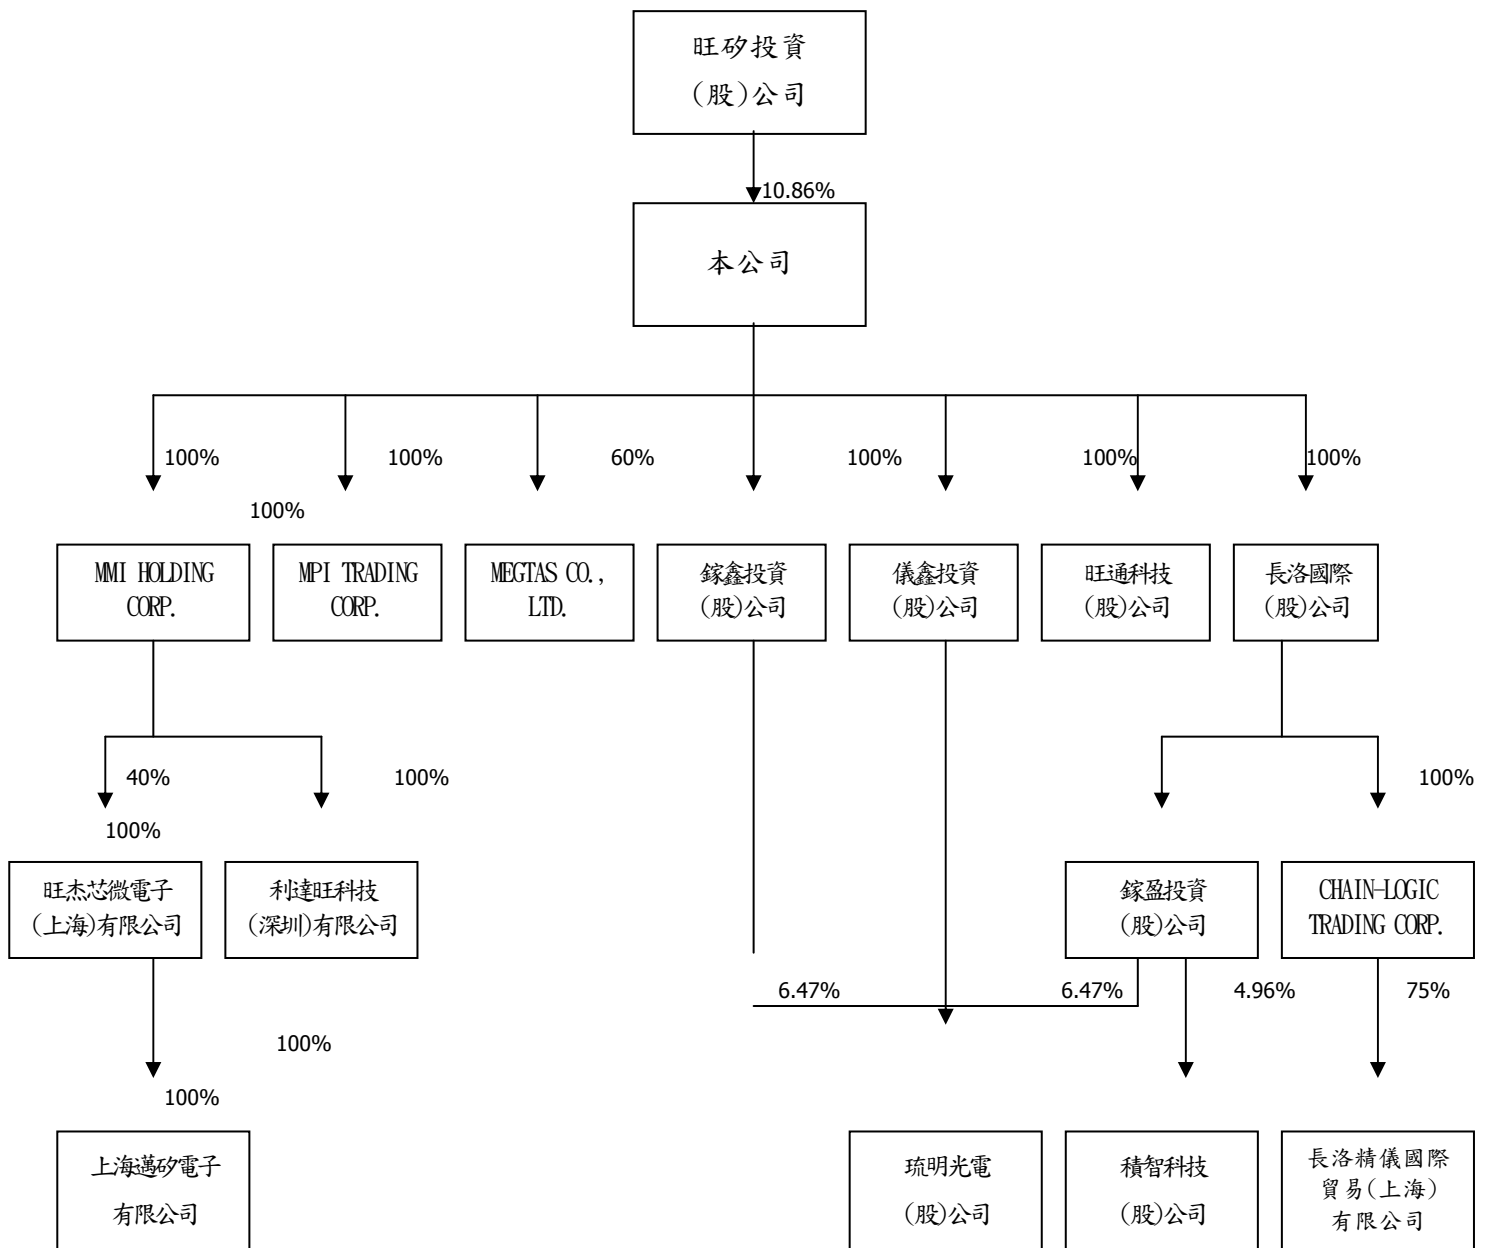 旺矽投資
(股)公司
10.86%
本公司
100%
100%
60%
100%
100%
100%
100%
MMI HOLDING
CORP.
MPI TRADING
CORP.
MEGTAS CO.,
LTD.
鎵鑫投資
(股)公司
儀鑫投資
(股)公司
旺通科技
(股)公司
長洛國際
(股)公司
40%
100%
100%
100%
旺杰芯微電子
(上海)有限公司
利達旺科技
(深圳)有限公司
鎵盈投資
(股)公司
CHAIN-LOGIC
TRADING CORP.
6.47%
6.47%
4.96%
75%
100%
100%
上海邁矽電子
有限公司
琉明光電
(股)公司
積智科技
(股)公司
長洛精儀國際
貿易(上海)
有限公司